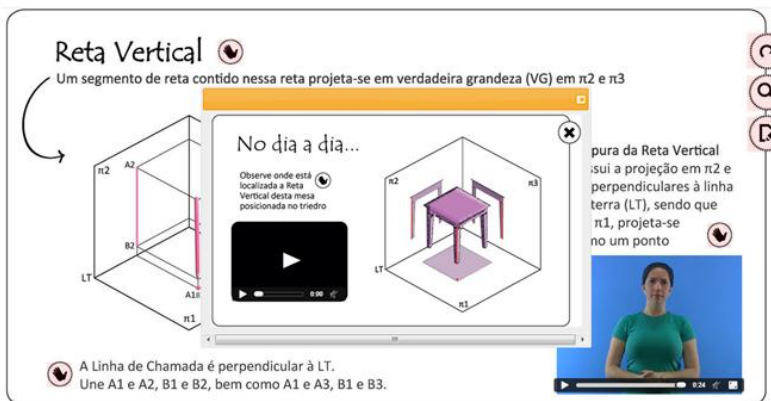 Reta Vertical
Um segmento de reta contido nessa reta projeta-se em verdadeira grandeza (VG) em π2 e π3
No dia a dia...
Observe onde está
localizada a Reta
Vertical desta mesa
posicionada no triedro
0:00
π2
π3
LT
π1
π2
A2
B2
LT
A1
π1
pura da Reta Vertical
sui a projeção em π2 e
perpendiculares à linha
terra (LT), sendo que
π1, projeta-se
mo um ponto
0:24
A Linha de Chamada é perpendicular à LT.
Une A1 e A2, B1 e B2, bem como A1 e A3, B1 e B3.